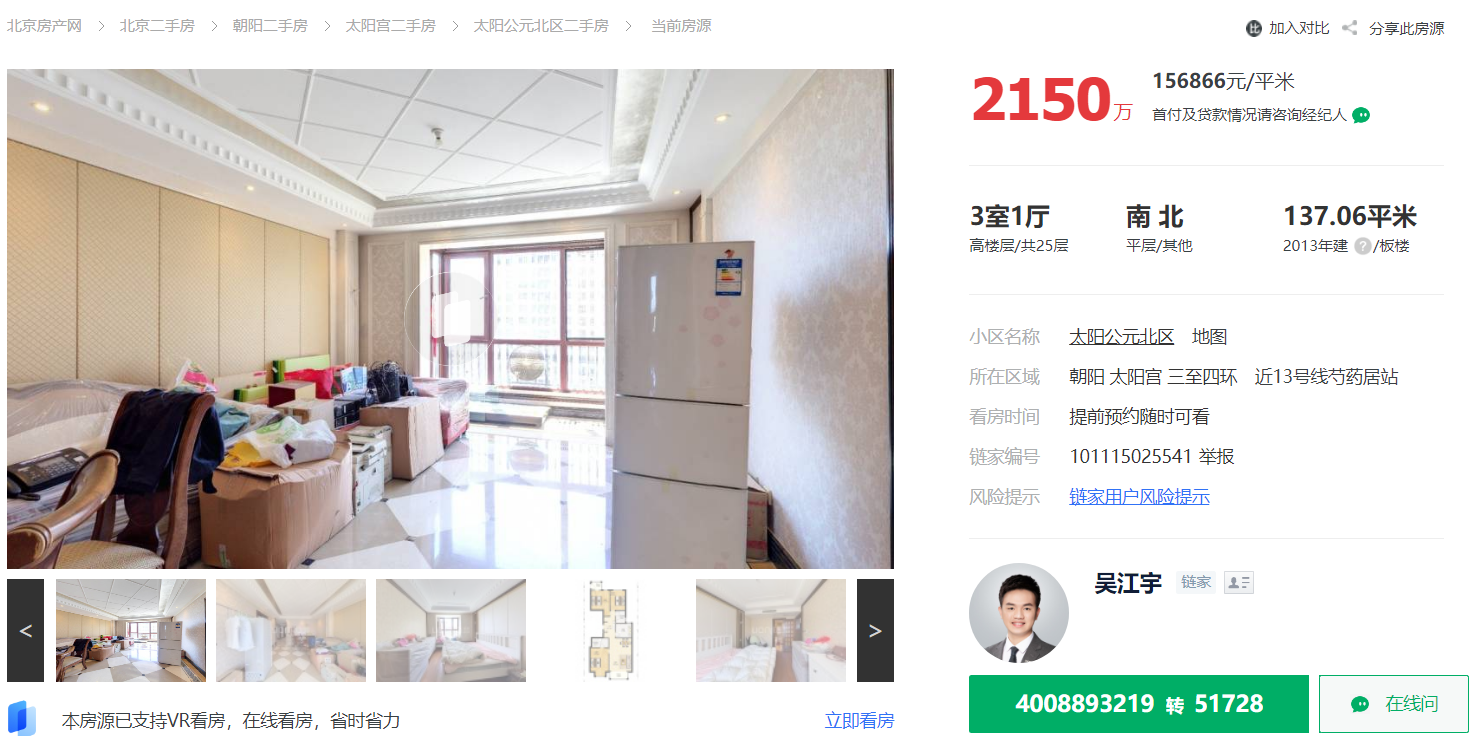 北京房产网 > 北京二手房 > 朝阳二手房 > 太阳宫二手房 > 太阳公元北区二手房 > 当前房源
加入对比 分享此房源
2150万
156866元/平米
首付及贷款情况请咨询经纪人
3室1厅 南 北 137.06平米
高楼层/共25层 平层/其他 2013年建 ?/板楼
小区名称 太阳公元北区 地图
所在区域 朝阳 太阳宫 三至四环 近13号线芍药居站
看房时间 提前预约随时可看
链家编号 101115025541 举报
风险提示 链家用户风险提示
吴江宇 链家
< >
4008893219 转 51728 在线问
本房源已支持VR看房，在线看房，省时省力 立即看房